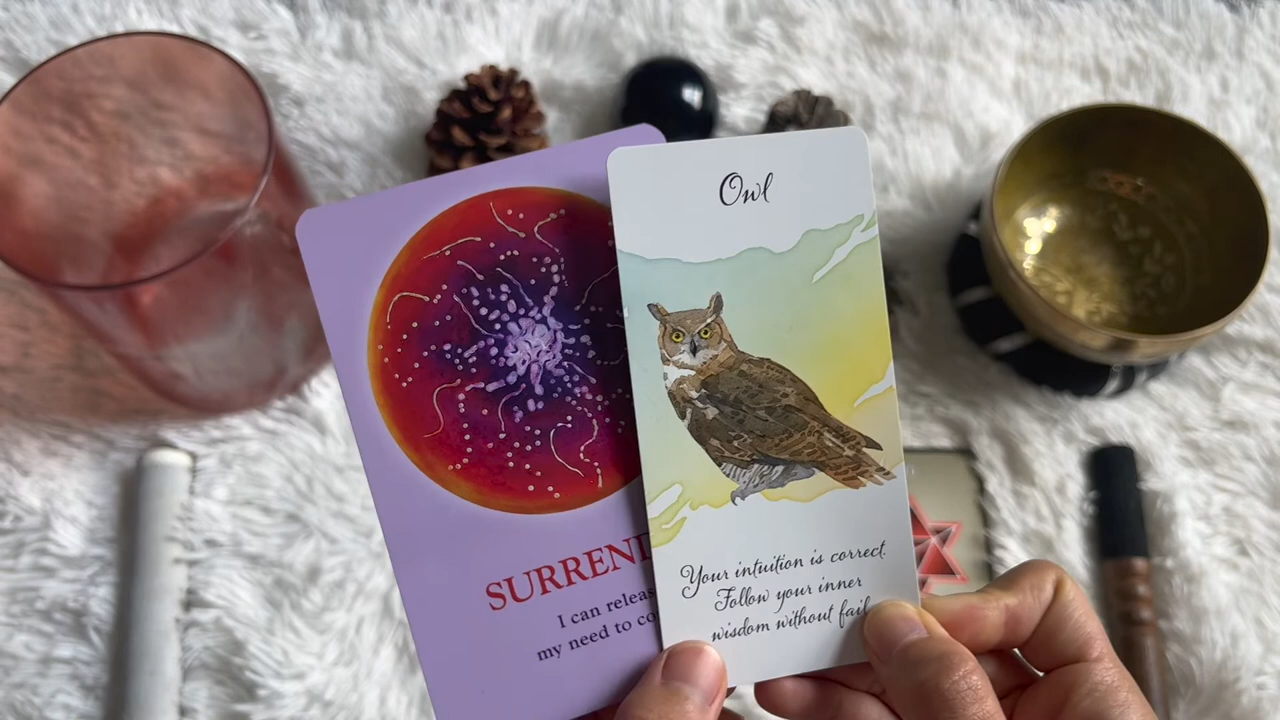 SURREND
I can releas
my need to co
Owl
Your intuition is correct.
Follow your inner
wisdom without fail